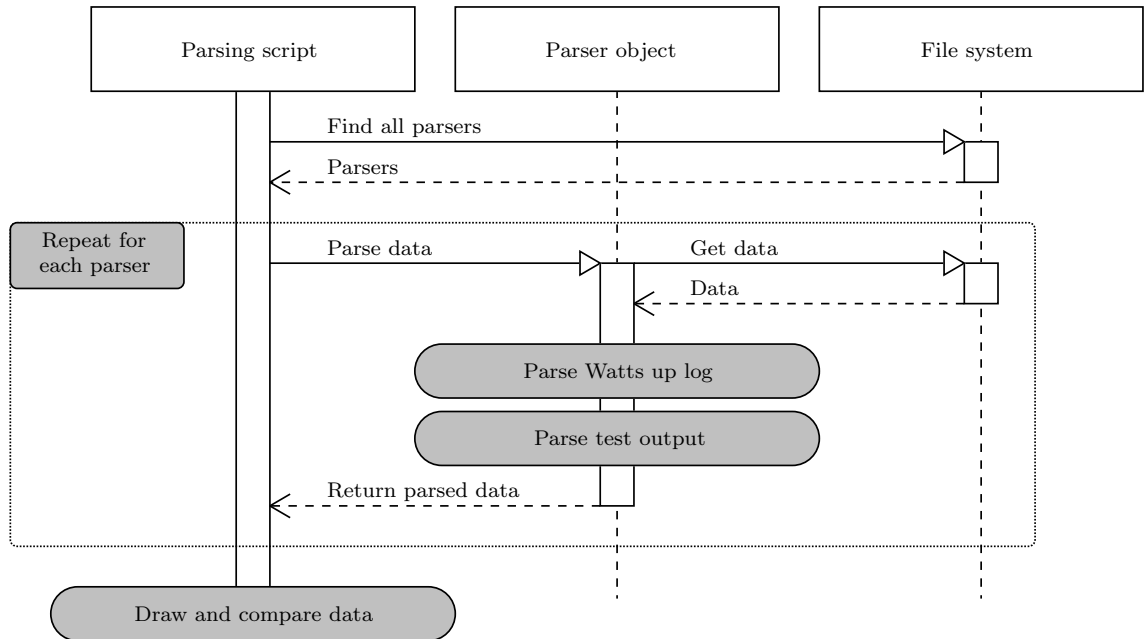 Parsing script
Parser object
File system
Find all parsers
Parsers
Repeat for
each parser
Parse data
Get data
Data
Parse Watts up log
Parse test output
Return parsed data
Draw and compare data